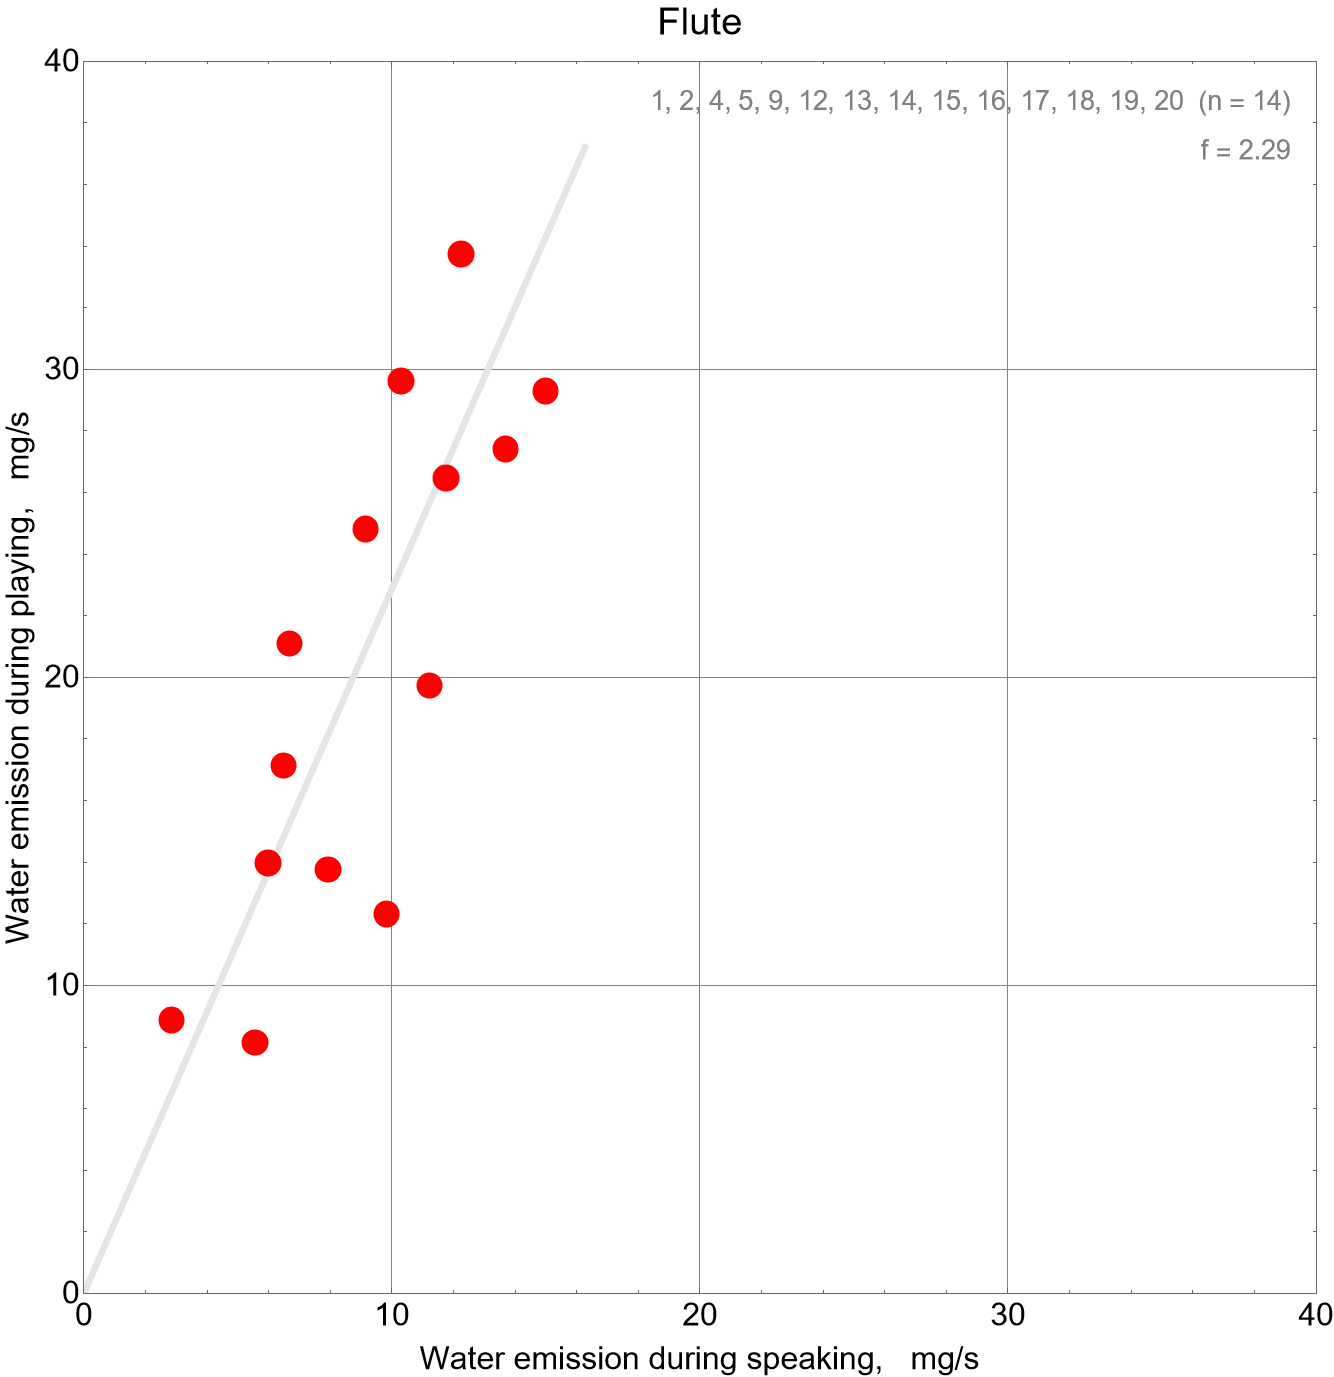 Flute
1, 2, 4, 5, 9, 12, 13, 14, 15, 16, 17, 18, 19, 20 (n = 14)
f = 2.29
Water emission during playing, mg/s
40
30
20
10
0
0 10 20 30 40
Water emission during speaking, mg/s